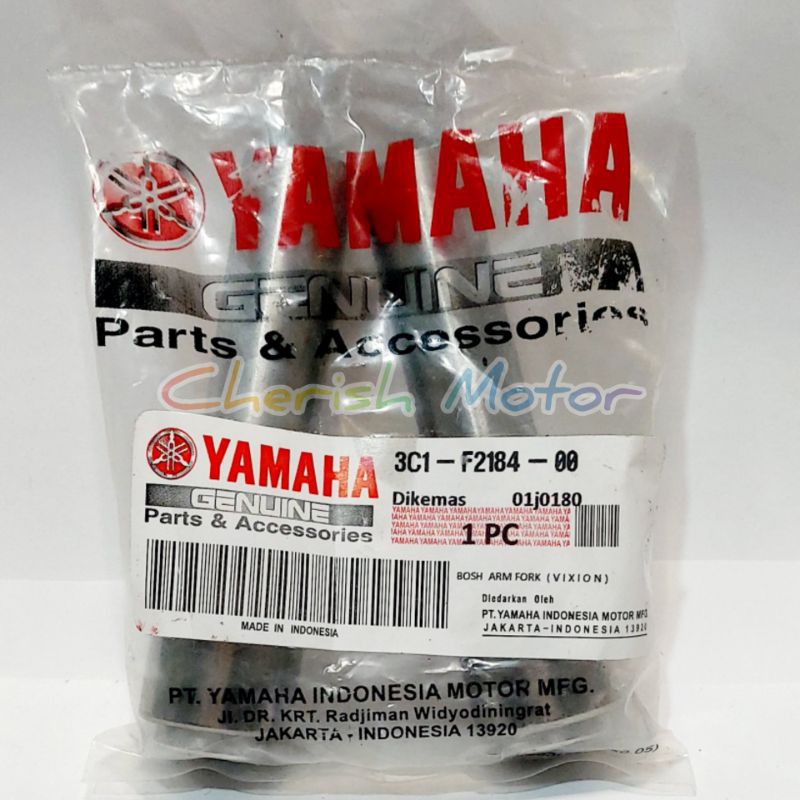 YAMAHA
GENUINE
Parts & Accessories
Cherish Motor
YAMAHA
GENUINE
Parts & Accessories
3C1-F2184-00
Dikemas 01j0180
1 PC
BOSH ARM FORK (VIXION)
Diedarkan Oleh
PT. YAMAHA INDONESIA MOTOR MFG.
JAKARTA-INDONESIA 13920
MADE IN INDONESIA
PT. YAMAHA INDONESIA MOTOR MFG.
Jl. DR. KRT. Radjiman Widyodiningrat
JAKARTA - INDONESIA 13920